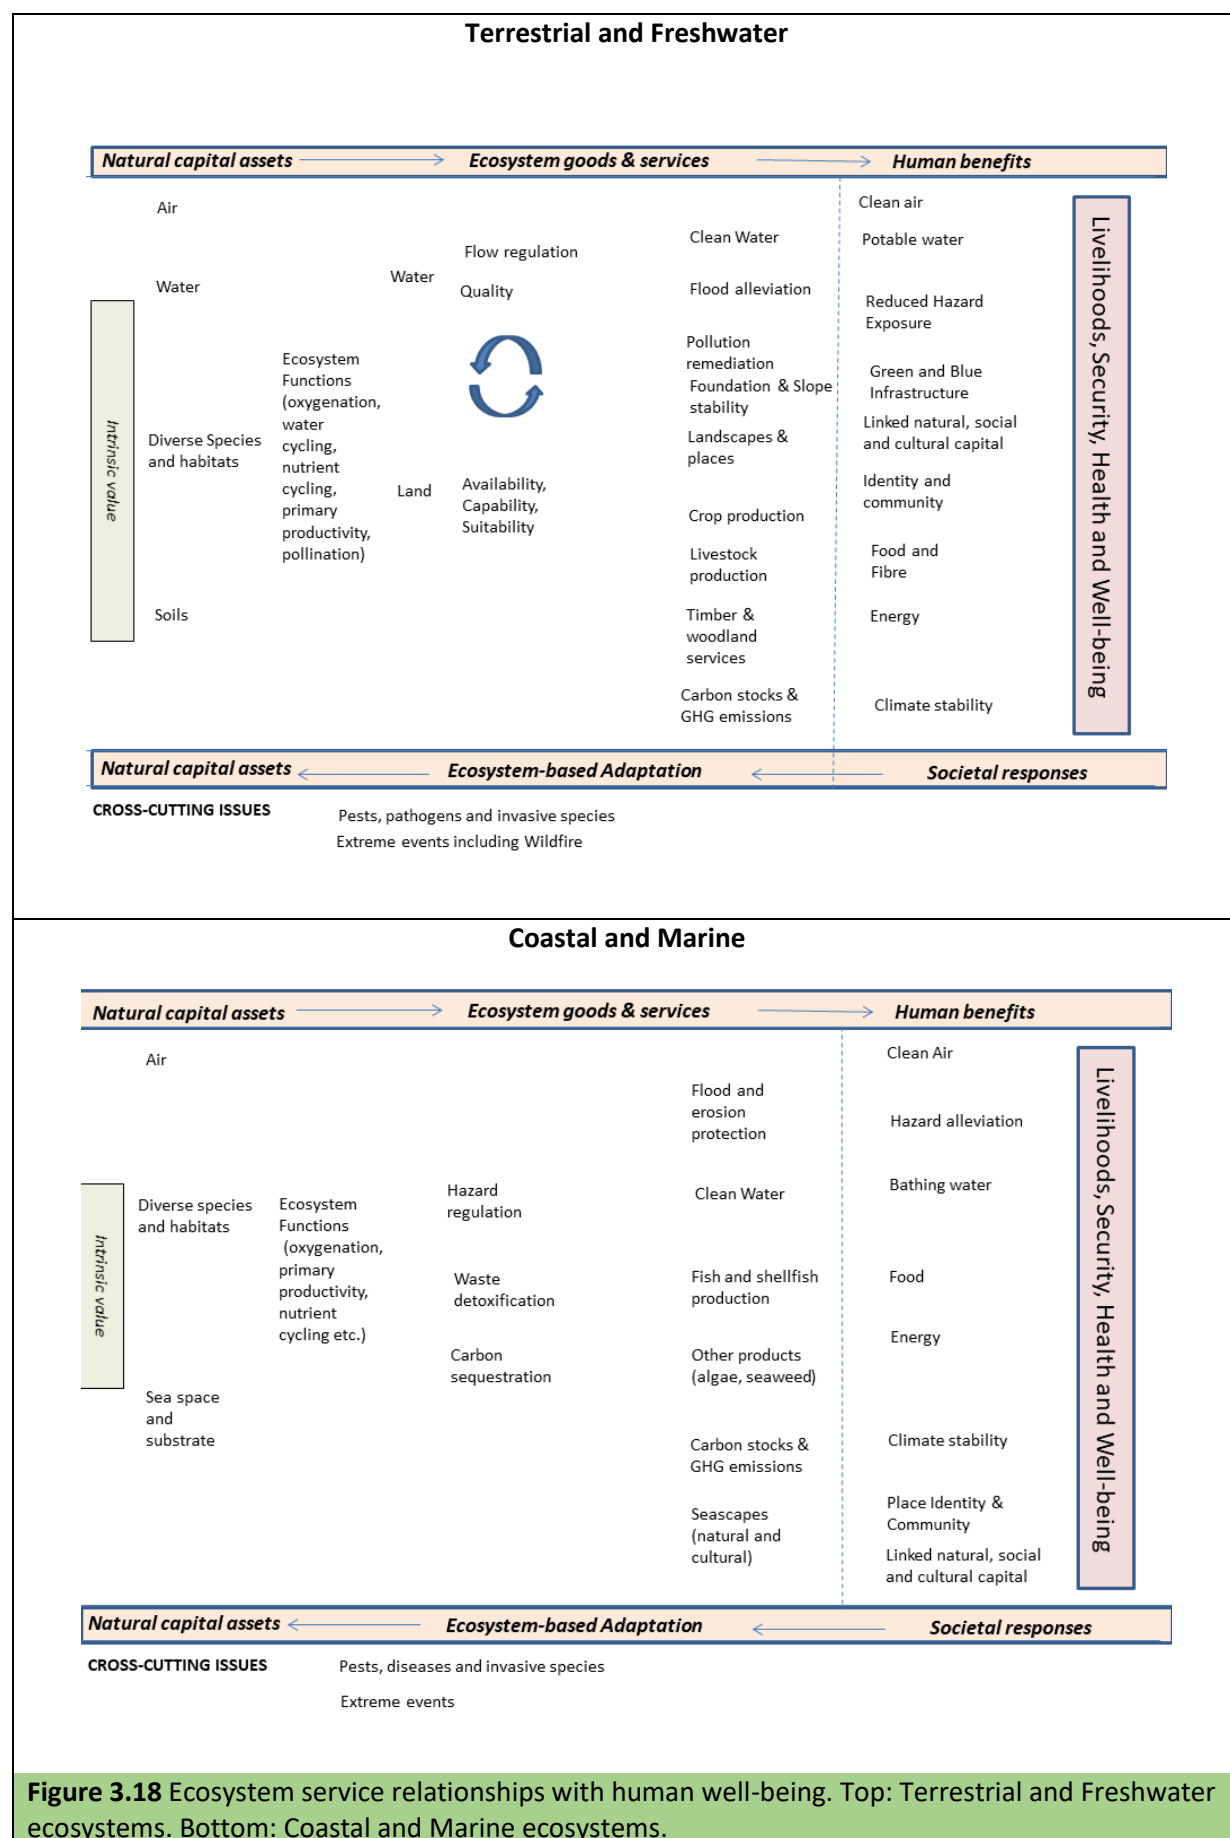 Terrestrial and Freshwater
Natural capital assets
Ecosystem goods & services
Human benefits
Intrinsic value
Air
Water
Diverse Species
and habitats
Soils
Ecosystem
Functions
(oxygenation,
water
cycling,
nutrient
cycling,
primary
productivity,
pollination)
Water
Land
Flow regulation
Quality
Availability,
Capability,
Suitability
Clean Water
Flood alleviation
Pollution
remediation
Foundation & Slope
stability
Landscapes &
places
Crop production
Livestock
production
Timber &
woodland
services
Carbon stocks &
GHG emissions
Clean air
Potable water
Reduced Hazard
Exposure
Green and Blue
Infrastructure
Linked natural, social
and cultural capital
Identity and
community
Food and
Fibre
Energy
Climate stability
Livelihoods, Security, Health and Well-being
Natural capital assets
Ecosystem-based Adaptation
Societal responses
CROSS-CUTTING ISSUES
Pests, pathogens and invasive species
Extreme events including Wildfire
Coastal and Marine
Natural capital assets
Ecosystem goods & services
Human benefits
Intrinsic value
Air
Diverse species
and habitats
Sea space
and
substrate
Ecosystem
Functions
(oxygenation,
primary
productivity,
nutrient
cycling etc.)
Hazard
regulation
Waste
detoxification
Carbon
sequestration
Flood and
erosion
protection
Clean Water
Fish and shellfish
production
Other products
(algae, seaweed)
Carbon stocks &
GHG emissions
Seascapes
(natural and
cultural)
Clean Air
Hazard alleviation
Bathing water
Food
Energy
Climate stability
Place Identity &
Community
Linked natural, social
and cultural capital
Livelihoods, Security, Health and Well-being
Natural capital assets
Ecosystem-based Adaptation
Societal responses
CROSS-CUTTING ISSUES
Pests, diseases and invasive species
Extreme events
Figure 3.18 Ecosystem service relationships with human well-being. Top: Terrestrial and Freshwater
ecosystems. Bottom: Coastal and Marine ecosystems.